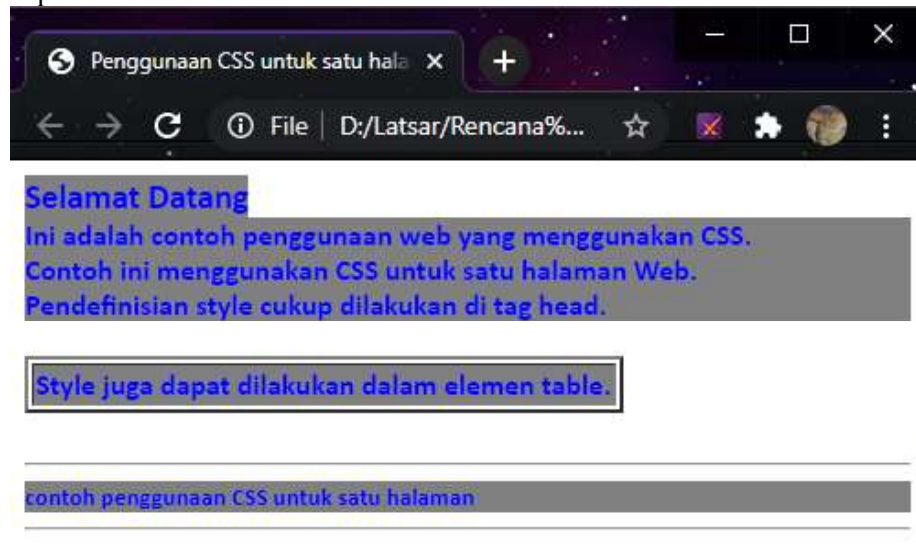 Penggunaan CSS untuk satu hala
File D:/Latsar/Rencana%...
Selamat Datang
Ini adalah contoh penggunaan web yang menggunakan CSS.
Contoh ini menggunakan CSS untuk satu halaman Web.
Pendefinisian style cukup dilakukan di tag head.
Style juga dapat dilakukan dalam elemen table.
contoh penggunaan CSS untuk satu halaman